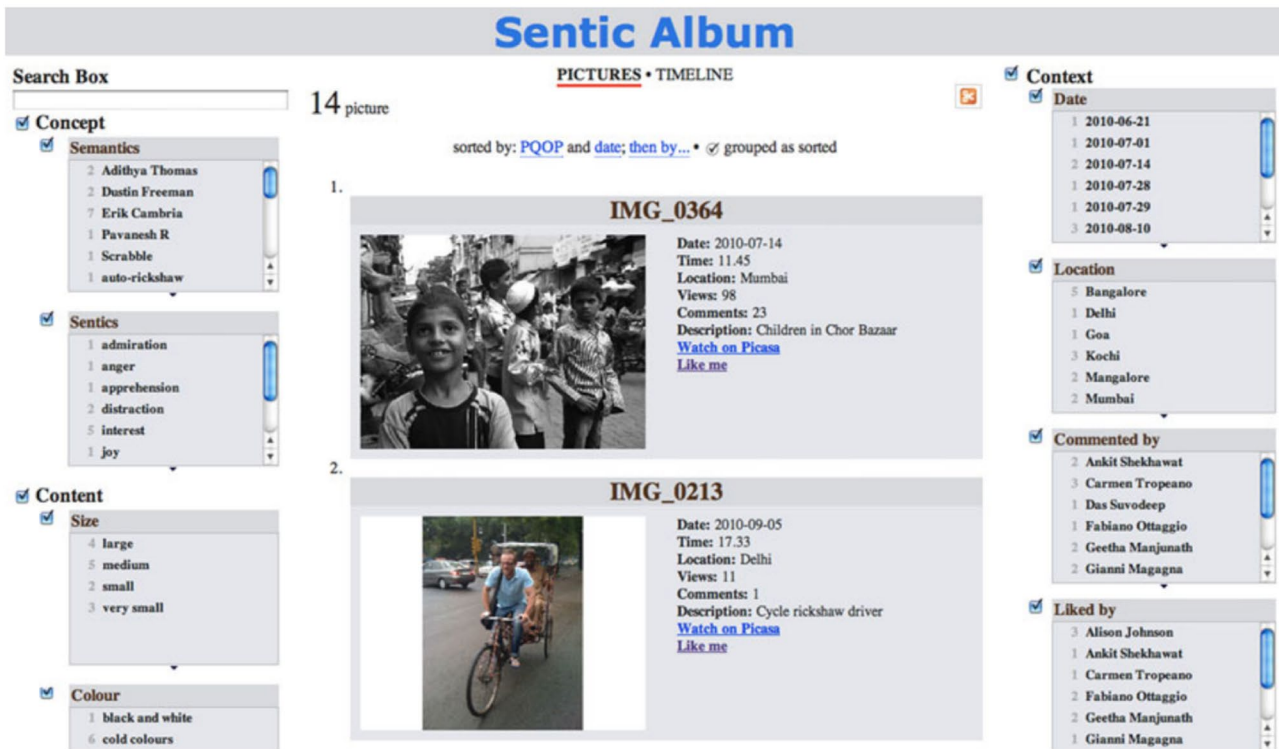 Sentic Album
Search Box
Concept
Semantics
2 Adithya Thomas
2 Dustin Freeman
7 Erik Cambria
1 Pavanesh R
1 Scrabble
1 auto-rickshaw
Sentics
1 admiration
1 anger
1 apprehension
2 distraction
5 interest
1 joy
Content
Size
4 large
5 medium
2 small
3 very small
Colour
1 black and white
6 cold colours
PICTURES • TIMELINE
14 picture
sorted by: PQOP and date; then by... • grouped as sorted
1.
IMG_0364
Date: 2010-07-14
Time: 11.45
Location: Mumbai
Views: 98
Comments: 23
Description: Children in Chor Bazaar
Watch on Picasa
Like me
2.
IMG_0213
Date: 2010-09-05
Time: 17.33
Location: Delhi
Views: 11
Comments: 1
Description: Cycle rickshaw driver
Watch on Picasa
Like me
Context
Date
1 2010-06-21
1 2010-07-01
2 2010-07-14
1 2010-07-28
1 2010-07-29
3 2010-08-10
Location
5 Bangalore
1 Delhi
1 Goa
3 Kochi
2 Mangalore
2 Mumbai
Commented by
2 Ankit Shekhawat
3 Carmen Tropeano
1 Das Suvodeep
1 Fabiano Ottaggio
2 Geetha Manjunath
2 Gianni Magagna
Liked by
3 Alison Johnson
1 Ankit Shekhawat
1 Carmen Tropeano
2 Fabiano Ottaggio
2 Geetha Manjunath
1 Gianni Magagna